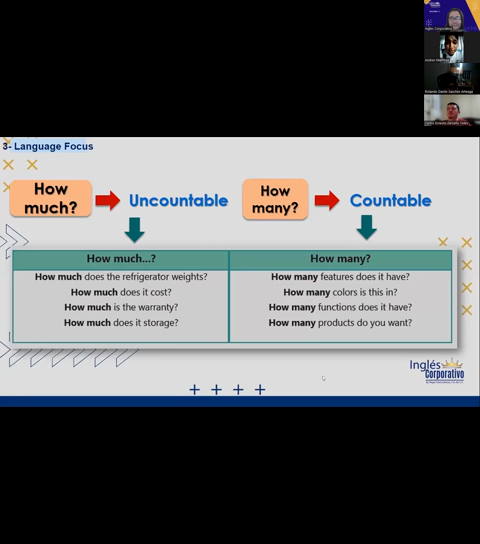 Inglés Corporativo
3- Language Focus
How much?
Uncountable
How many?
Countable
How much...?
How many?
How much does the refrigerator weights?
How many features does it have?
How much does it cost?
How many colors is this in?
How much is the warranty?
How many functions does it have?
How much does it storage?
How many products do you want?
Inglés
Corporativo